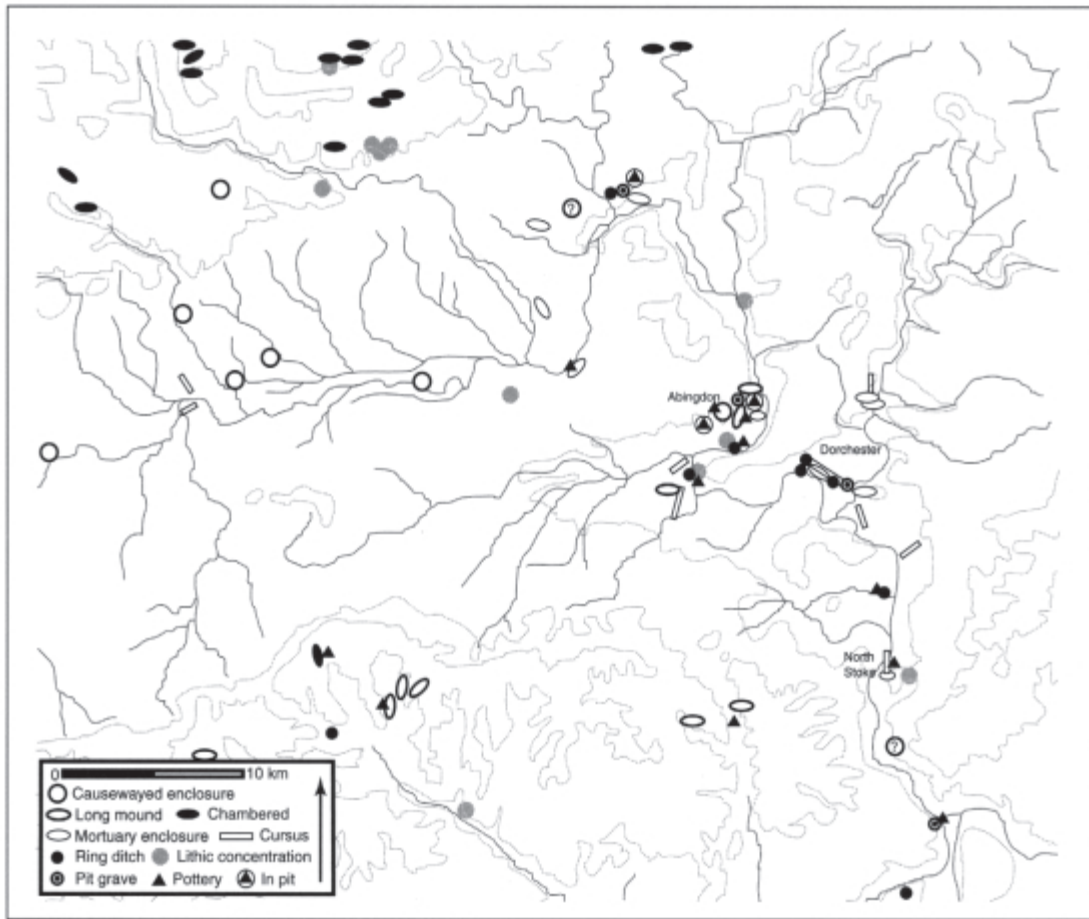 ?
Abingdon
Dorchester
North
Stoke
?
0 10 km
Causewayed enclosure
Long mound Chambered
Mortuary enclosure Cursus
Ring ditch Lithic concentration
Pit grave Pottery In pit